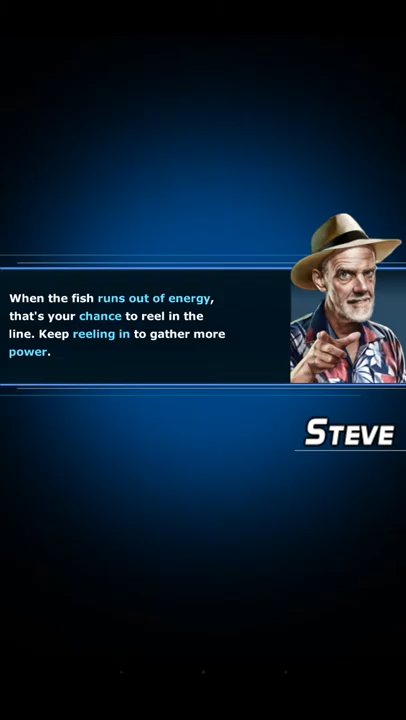 When the fish runs out of energy,
that's your chance to reel in the
line. Keep reeling in to gather more
power.
STEVE